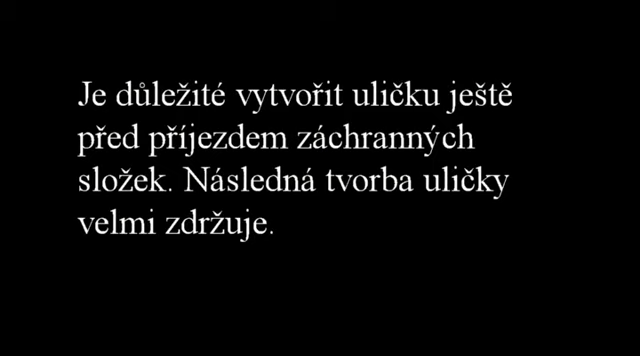 Je důležité vytvořit uličku ještě
před příjezdem záchranných
složek. Následná tvorba uličky
velmi zdržuje.